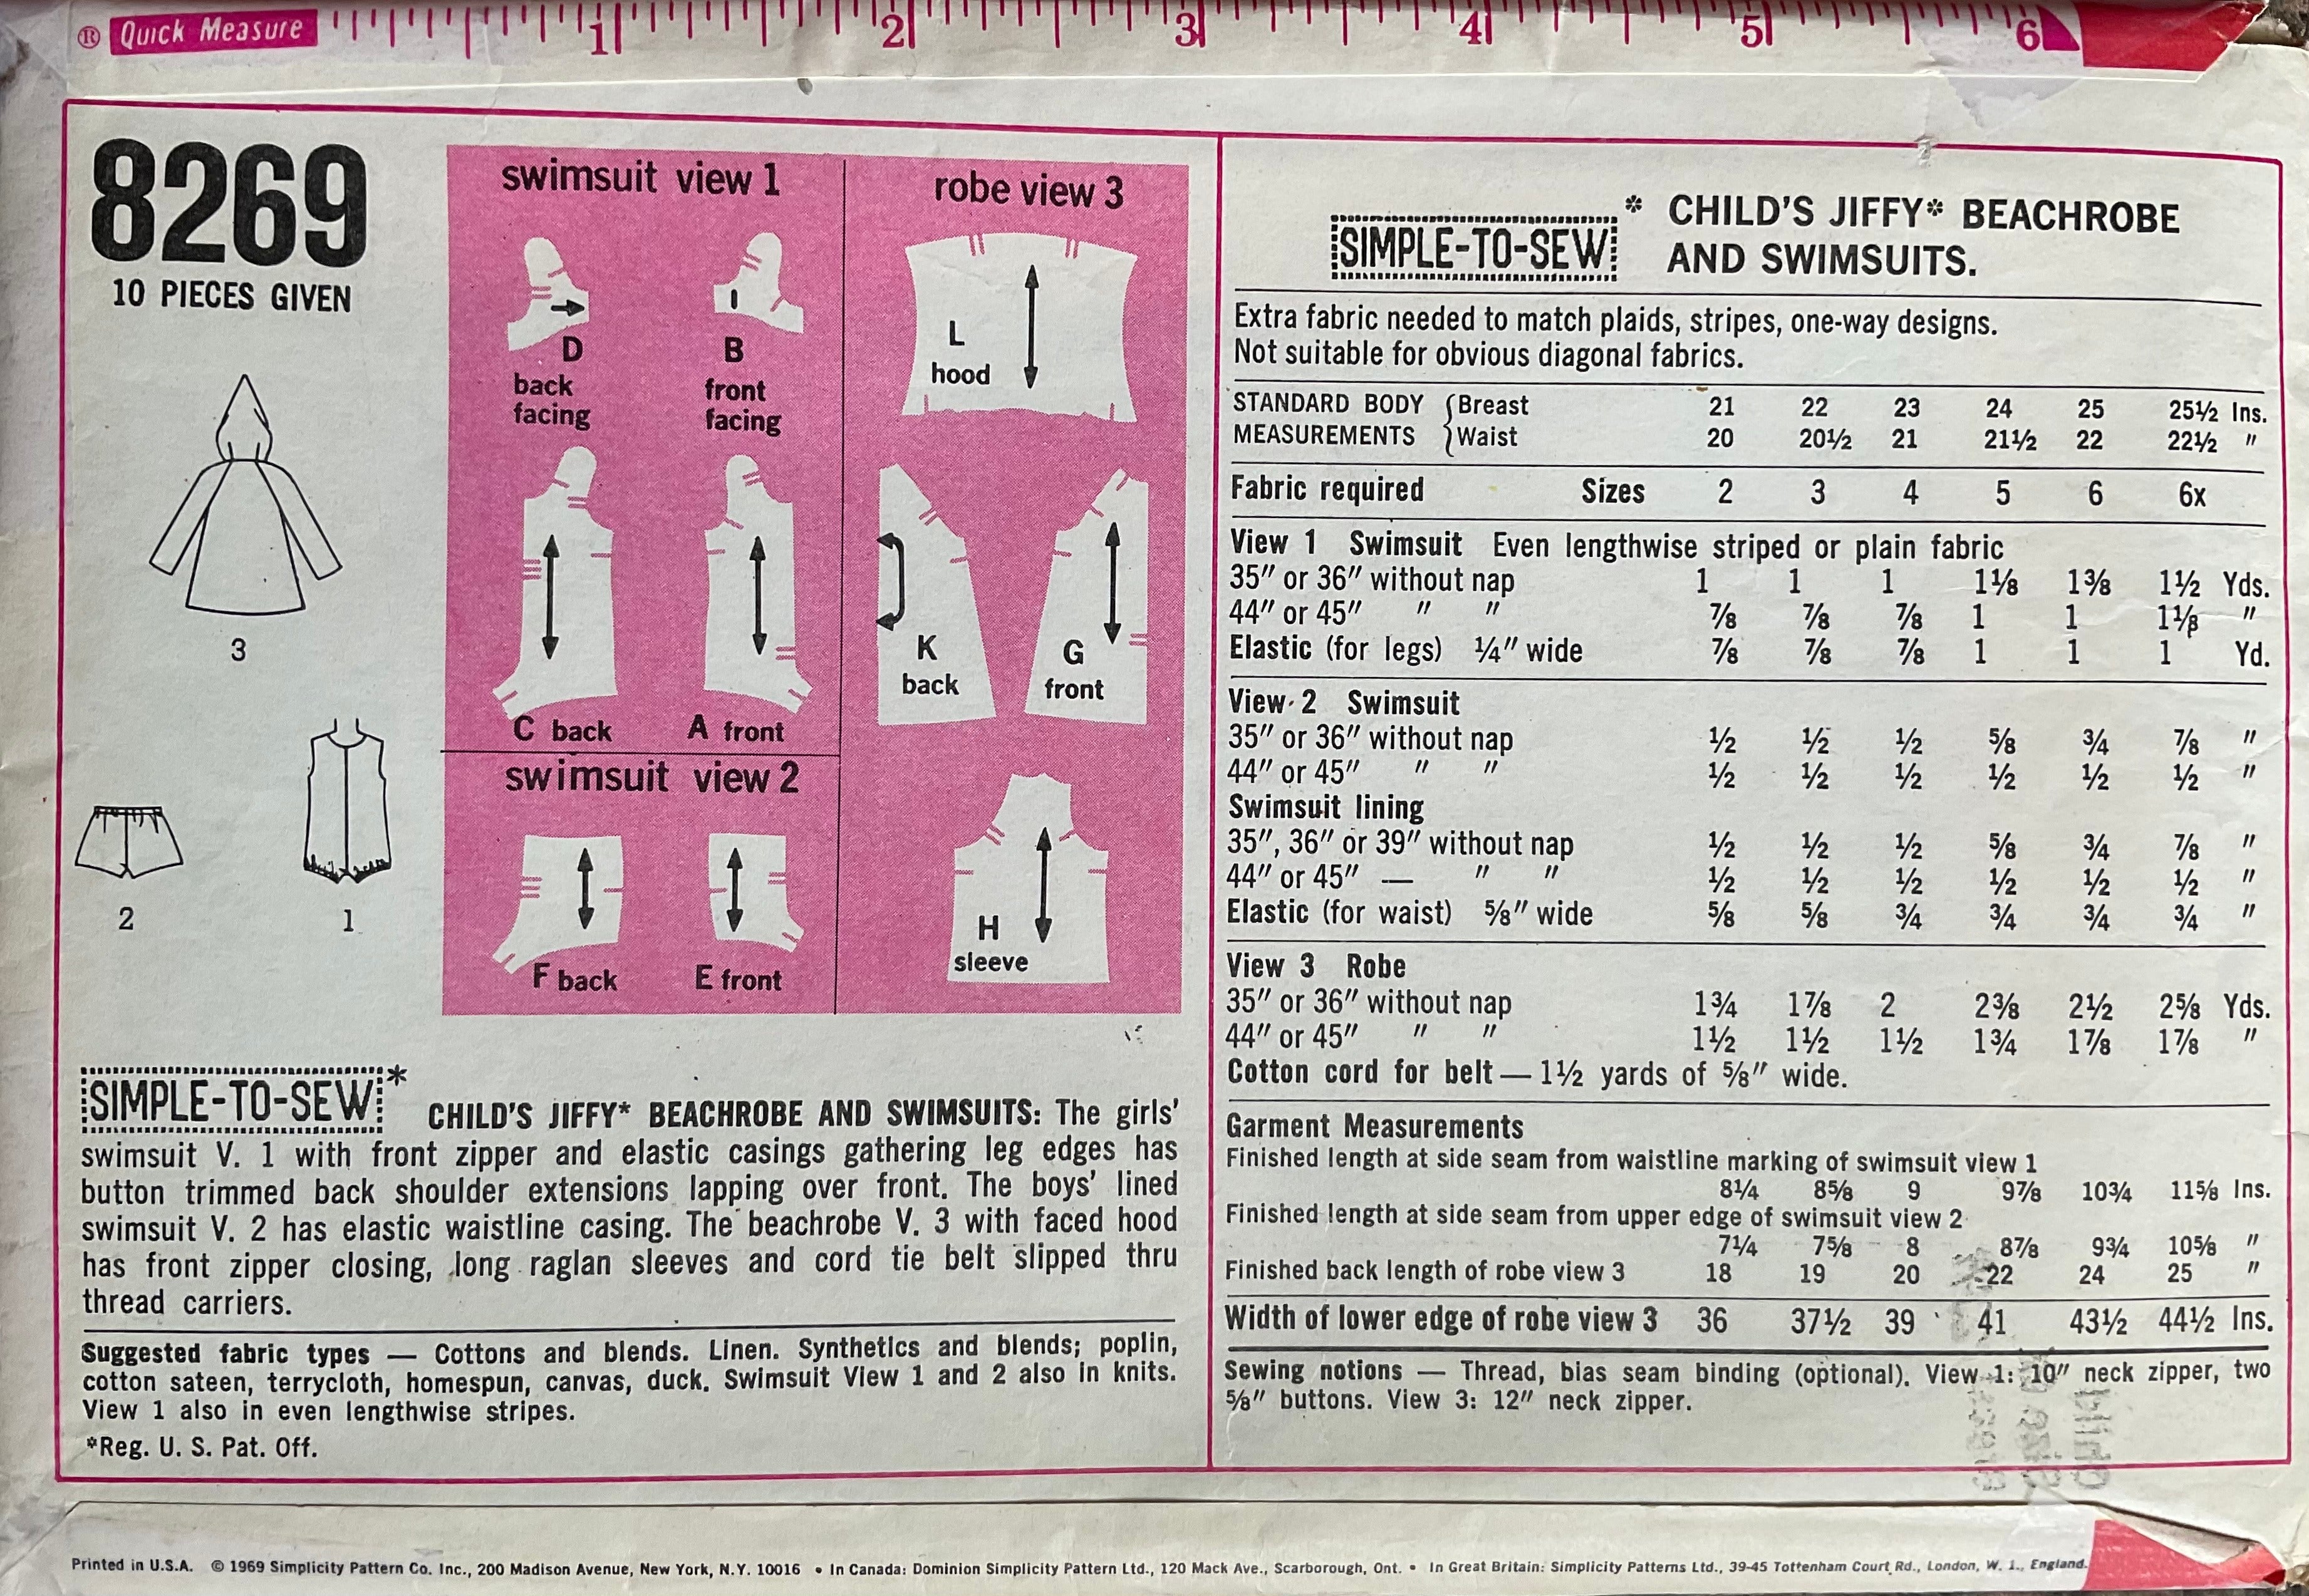 ® Quick Measure 1 2 3 4 5 6
8269
10 PIECES GIVEN
3
2 1
swimsuit view 1
D
back
facing
B
front
facing
C back A front
swimsuit view 2
F back E front
robe view 3
L
hood
K
back
G
front
H
sleeve
SIMPLE-TO-SEW* CHILD'S JIFFY* BEACHROBE AND SWIMSUITS: The girls'
swimsuit V. 1 with front zipper and elastic casings gathering leg edges has
button trimmed back shoulder extensions lapping over front. The boys' lined
swimsuit V. 2 has elastic waistline casing. The beachrobe V. 3 with faced hood
has front zipper closing, long raglan sleeves and cord tie belt slipped thru
thread carriers.
Suggested fabric types — Cottons and blends. Linen. Synthetics and blends; poplin,
cotton sateen, terrycloth, homespun, canvas, duck. Swimsuit View 1 and 2 also in knits.
View 1 also in even lengthwise stripes.
*Reg. U. S. Pat. Off.
SIMPLE-TO-SEW * CHILD'S JIFFY* BEACHROBE
AND SWIMSUITS.
Extra fabric needed to match plaids, stripes, one-way designs.
Not suitable for obvious diagonal fabrics.
STANDARD BODY { Breast 21 22 23 24 25 25½ Ins.
MEASUREMENTS { Waist 20 20½ 21 21½ 22 22½ "
Fabric required Sizes 2 3 4 5 6 6x
View 1 Swimsuit Even lengthwise striped or plain fabric
35" or 36" without nap 1 1 1 1⅛ 1⅜ 1½ Yds.
44" or 45" " " ⅞ ⅞ ⅞ 1 1 1⅛ "
Elastic (for legs) ¼" wide ⅞ ⅞ ⅞ 1 1 1 Yd.
View 2 Swimsuit
35" or 36" without nap ½ ½ ½ ⅝ ¾ ⅞ "
44" or 45" " " ½ ½ ½ ½ ½ ½ "
Swimsuit lining
35", 36" or 39" without nap ½ ½ ½ ⅝ ¾ ⅞ "
44" or 45" — " " ½ ½ ½ ½ ½ ½ "
Elastic (for waist) ⅝" wide ⅝ ⅝ ¾ ¾ ¾ ¾ "
View 3 Robe
35" or 36" without nap 1¾ 1⅞ 2 2⅜ 2½ 2⅝ Yds.
44" or 45" " " 1½ 1½ 1½ 1¾ 1⅞ 1⅞ "
Cotton cord for belt — 1½ yards of ⅝" wide.
Garment Measurements
Finished length at side seam from waistline marking of swimsuit view 1
8¼ 8⅝ 9 9⅞ 10¾ 11⅝ Ins.
Finished length at side seam from upper edge of swimsuit view 2
7¼ 7⅝ 8 8⅞ 9¾ 10⅝ "
Finished back length of robe view 3 18 19 20 22 24 25 "
Width of lower edge of robe view 3 36 37½ 39 41 43½ 44½ Ins.
Sewing notions — Thread, bias seam binding (optional). View 1: 10" neck zipper, two
⅝" buttons. View 3: 12" neck zipper.
Printed in U.S.A. © 1969 Simplicity Pattern Co. Inc., 200 Madison Avenue, New York, N.Y. 10016 • In Canada: Dominion Simplicity Pattern Ltd., 120 Mack Ave., Scarborough, Ont. • In Great Britain: Simplicity Patterns Ltd., 39-45 Tottenham Court Rd., London, W. 1., England.